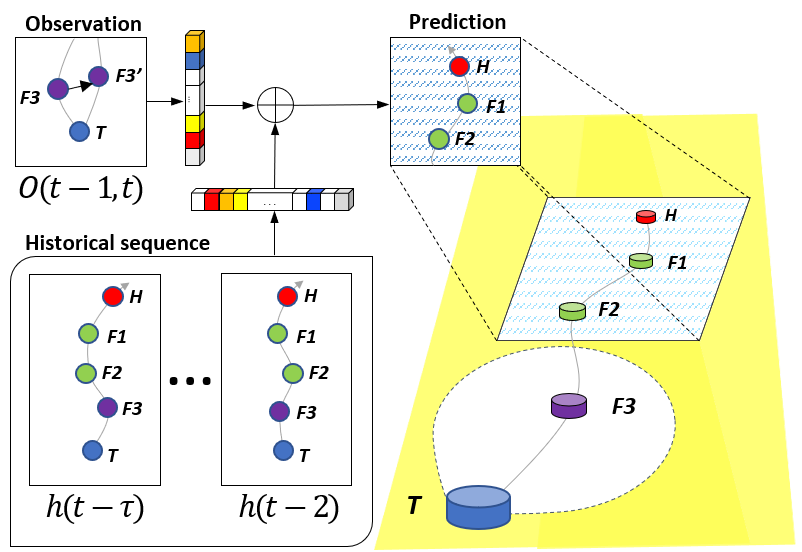 Observation
F3
F3’
T
O(t − 1, t)
...
....
Prediction
H
F1
F2
Historical sequence
H
F1
F2
F3
T
h(t − τ)
...
H
F1
F2
F3
T
h(t − 2)
H
F1
F2
F3
T